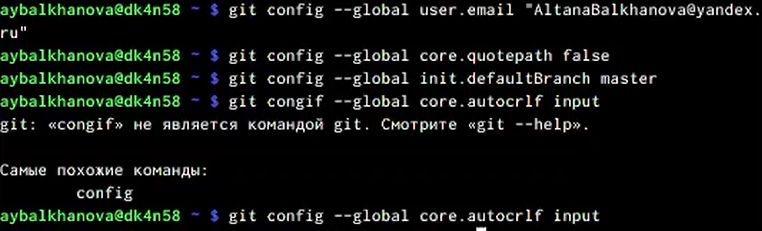 aybalkhanova@dk4n58 ~ $ git config --global user.email "AltanaBalkhanova@yandex.
ru"
aybalkhanova@dk4n58 ~ $ git config --global core.quotepath false
aybalkhanova@dk4n58 ~ $ git config --global init.defaultBranch master
aybalkhanova@dk4n58 ~ $ git congif --global core.autocrlf input
git: «congif» не является командой git. Смотрите «git --help».
Самые похожие команды:
config
aybalkhanova@dk4n58 ~ $ git config --global core.autocrlf input